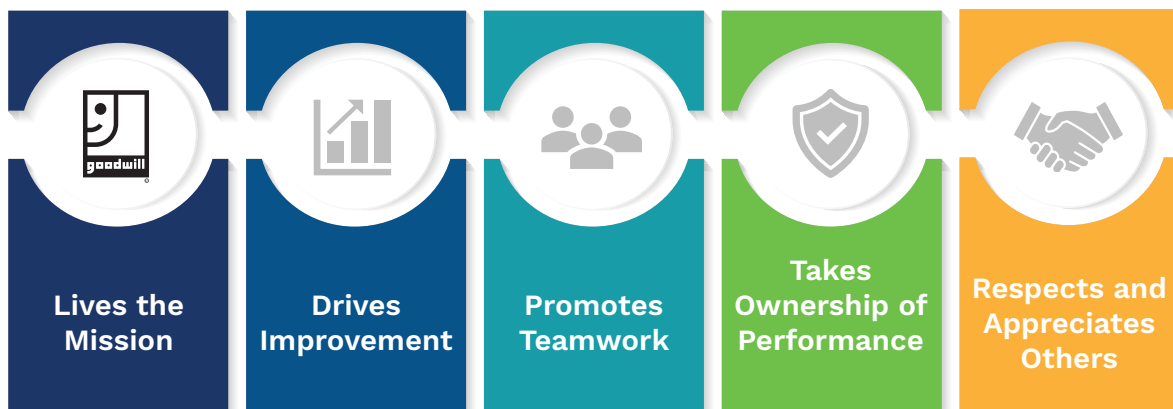 goodwill
Lives the
Mission
Drives
Improvement
Promotes
Teamwork
Takes
Ownership of
Performance
Respects and
Appreciates
Others